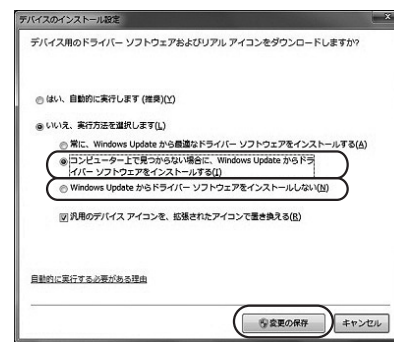 デバイスのインストール設定
デバイス用のドライバー ソフトウェアおよびリアル アイコンをダウンロードしますか?
はい、自動的に実行します (推奨)(Y)
いいえ、実行方法を選択します(L)
常に、Windows Update から最適なドライバー ソフトウェアをインストールする(A)
コンピューター上で見つからない場合に、Windows Update からドラ
イバー ソフトウェアをインストールする(I)
Windows Update からドライバー ソフトウェアをインストールしない(N)
汎用のデバイス アイコンを、拡張されたアイコンで置き換える(R)
自動的に実行する必要がある理由
変更の保存 キャンセル